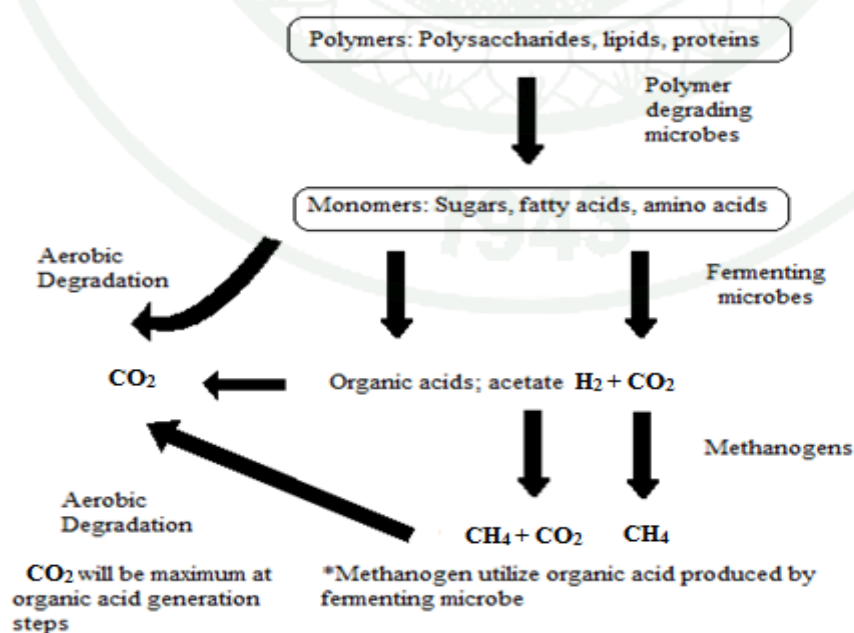 Polymers: Polysaccharides, lipids, proteins
Polymer
degrading
microbes
1943
Monomers: Sugars, fatty acids, amino acids
Aerobic
Degradation
Fermenting
microbes
CO₂
Organic acids; acetate H₂ + CO₂
Methanogens
Aerobic
Degradation
CH₄ + CO₂
CH₄
CO₂ will be maximum at
organic acid generation
steps
*Methanogen utilize organic acid produced by
fermenting microbe